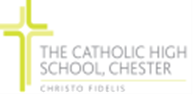 THE CATHOLIC HIGH
SCHOOL, CHESTER
CHRISTO FIDELIS